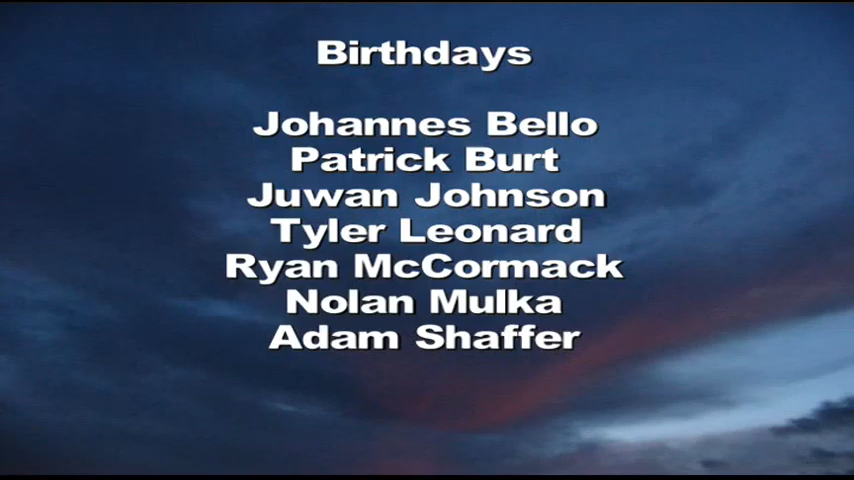 Birthdays
Johannes Bello
Patrick Burt
Juwan Johnson
Tyler Leonard
Ryan McCormack
Nolan Mulka
Adam Shaffer